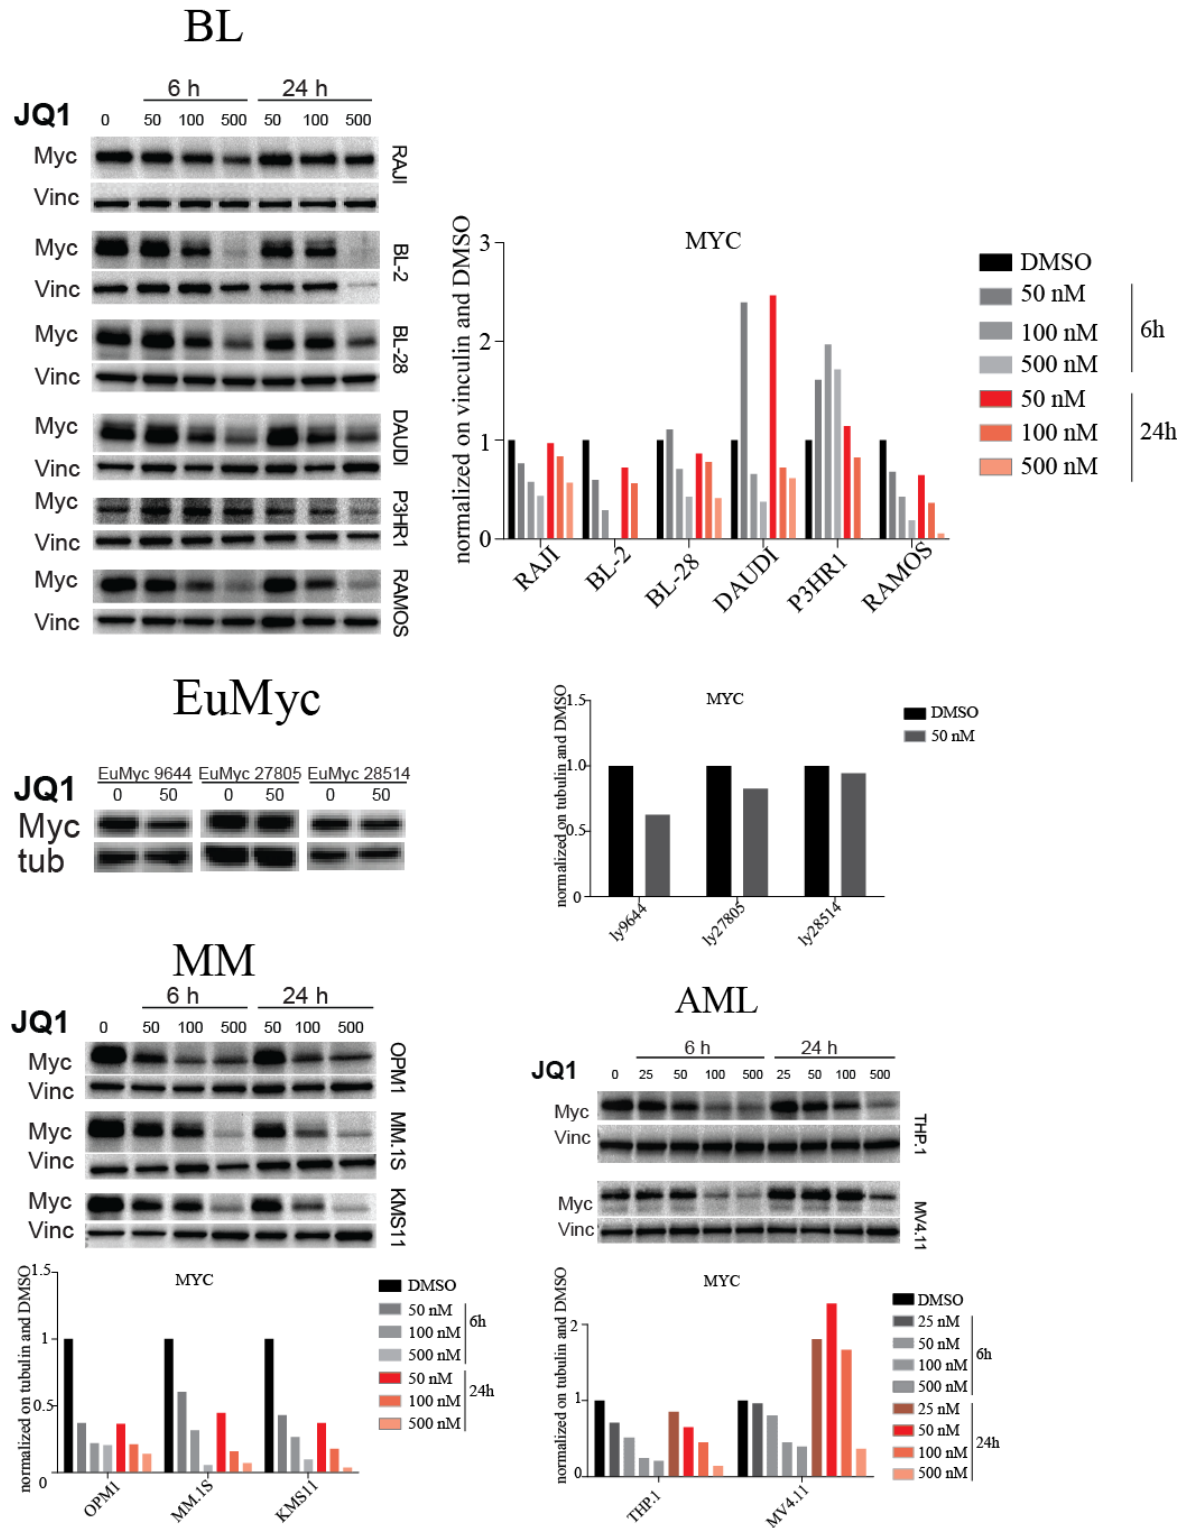 BL
6 h 24 h
JQ1 0 50 100 500 50 100 500
Myc
Vinc
RAJI
Myc
Vinc
BL-2
Myc
Vinc
BL-28
Myc
Vinc
DAUDI
Myc
Vinc
P3HR1
Myc
Vinc
RAMOS
MYC
normalized on vinculin and DMSO
3
2
1
0
RAJI BL-2 BL-28 DAUDI P3HR1 RAMOS
DMSO
50 nM
100 nM
500 nM
6h
50 nM
100 nM
500 nM
24h
EuMyc
EuMyc 9644 EuMyc 27805 EuMyc 28514
JQ1 0 50 0 50 0 50
Myc
tub
MYC
normalized on tubulin and DMSO
1.5
1.0
0.5
0
ly9644 ly27805 ly28514
DMSO
50 nM
MM
6 h 24 h
JQ1 0 50 100 500 50 100 500
Myc
Vinc
OPM1
Myc
Vinc
MM.1S
Myc
Vinc
KMS11
MYC
normalized on tubulin and DMSO
1.5
1
0.5
0
OPM1 MM.1S KMS11
DMSO
50 nM
100 nM
500 nM
6h
50 nM
100 nM
500 nM
24h
AML
6 h 24 h
JQ1 0 25 50 100 500 25 50 100 500
Myc
Vinc
THP.1
Myc
Vinc
MV4.11
MYC
normalized on tubulin and DMSO
2
1
0
THP.1 MV4.11
DMSO
25 nM
50 nM
100 nM
500 nM
6h
25 nM
50 nM
100 nM
500 nM
24h